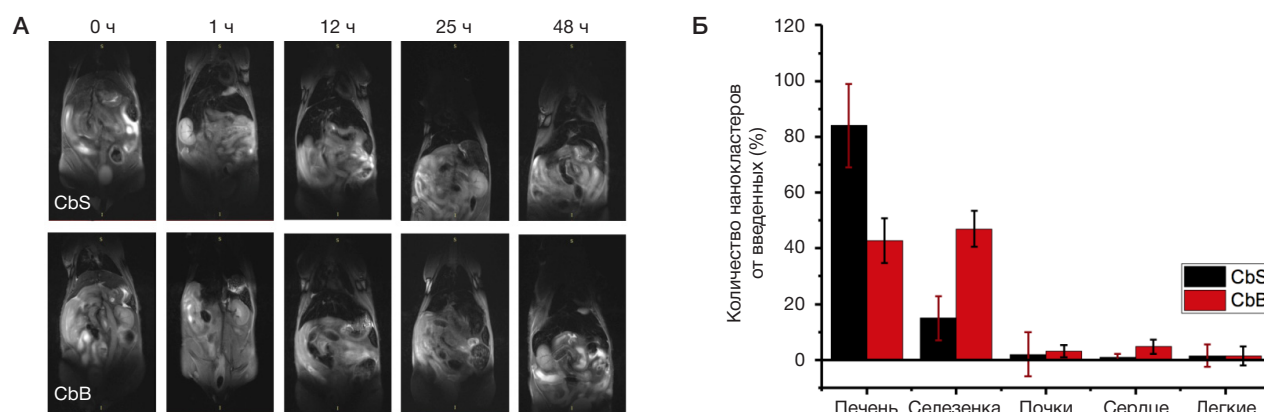 А
0 ч 1 ч 12 ч 25 ч 48 ч
CbS
CbB
Б
Количество нанокластеров
от введенных (%)
120
100
80
60
40
20
0
CbS
CbB
Печень Селезенка Почки Сердце Легкие